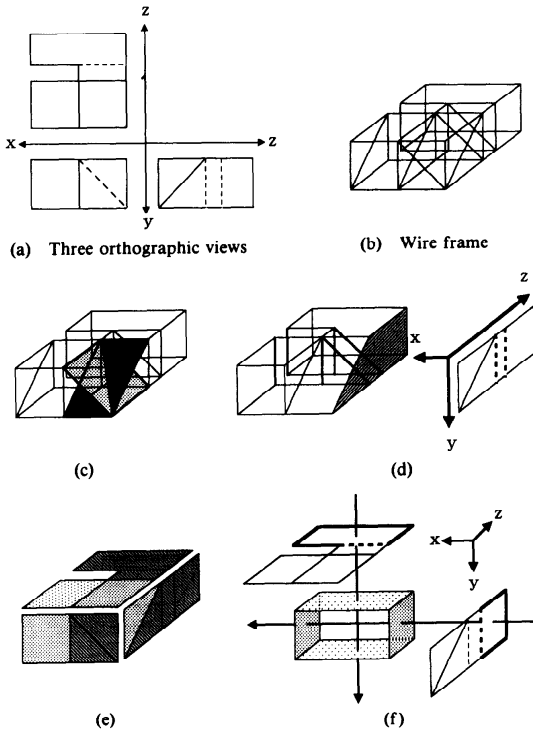 z
x
z
y
(a) Three orthographic views
(b) Wire frame
z
x
y
(c)
(d)
z
x
y
(e)
(f)